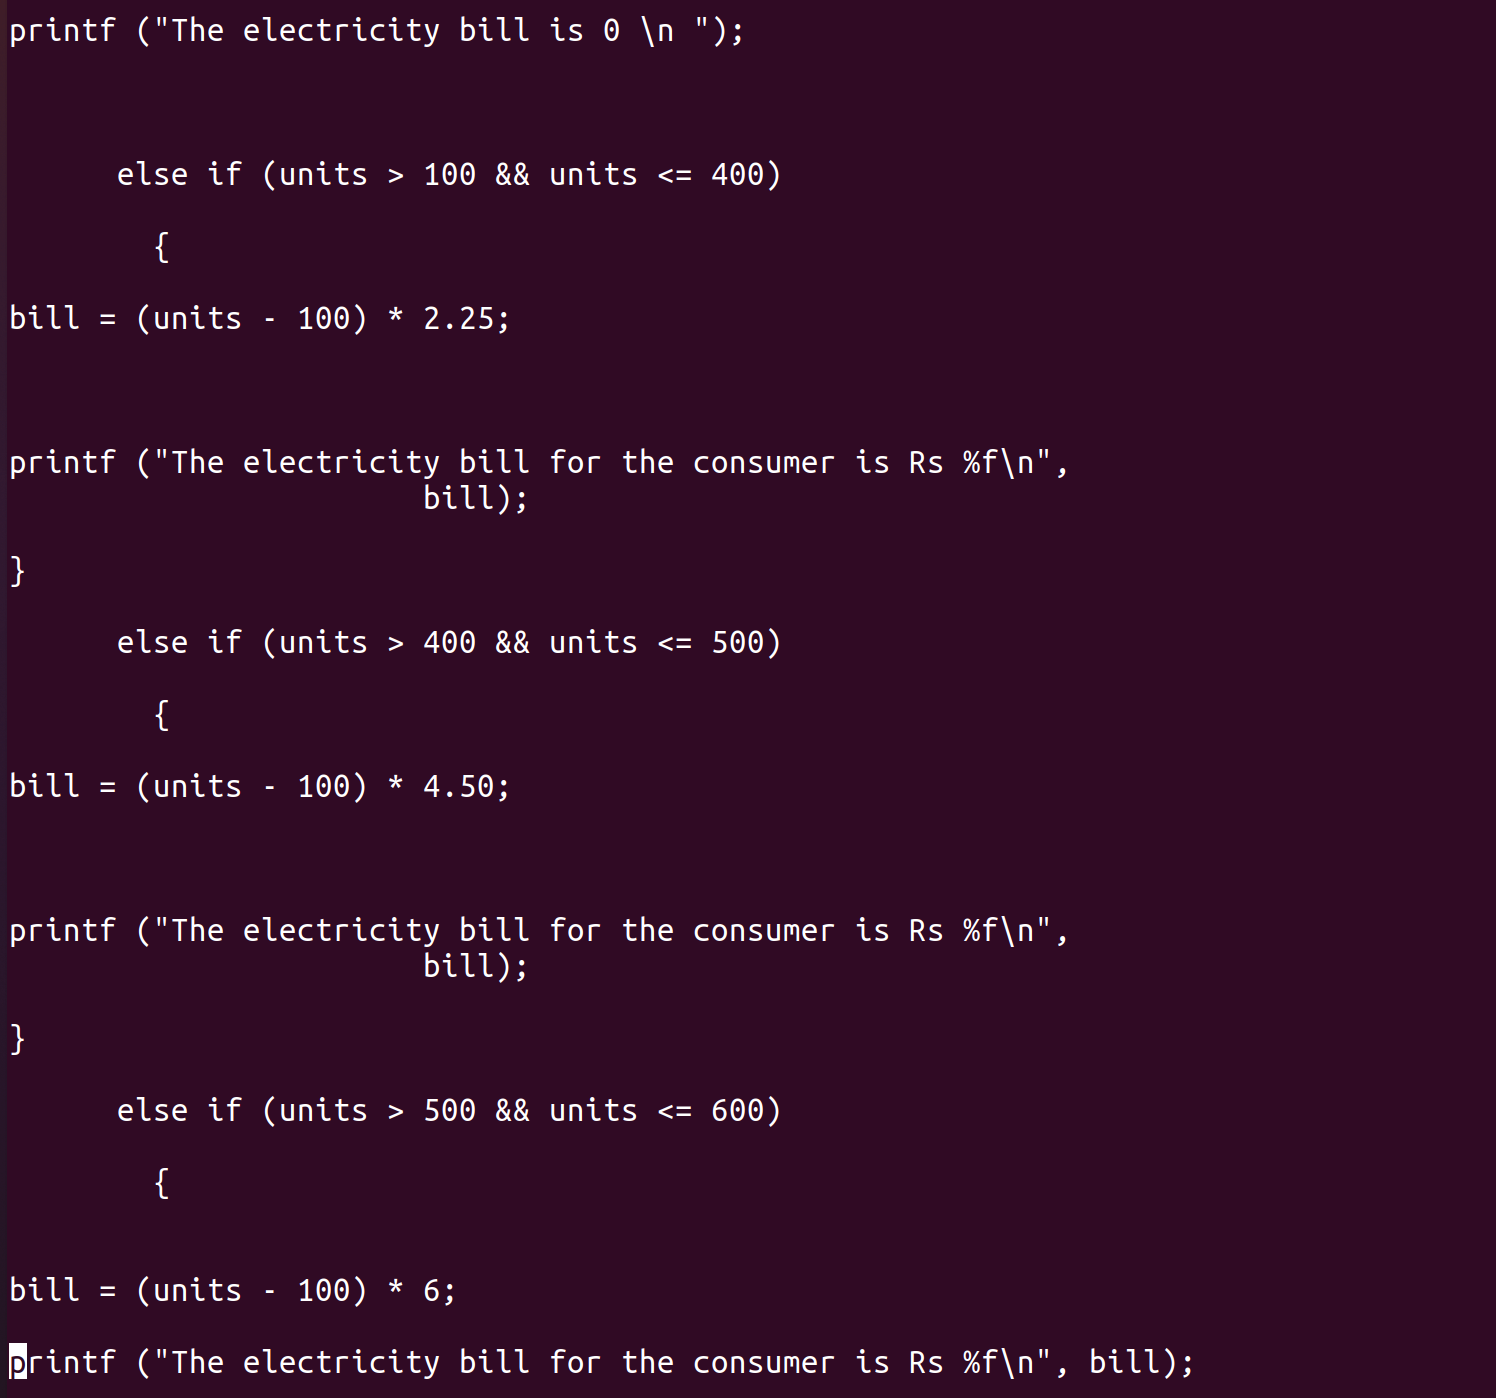 printf ("The electricity bill is 0 \n ");
else if (units > 100 && units <= 400)
{
bill = (units - 100) * 2.25;
printf ("The electricity bill for the consumer is Rs %f\n",
bill);
}
else if (units > 400 && units <= 500)
{
bill = (units - 100) * 4.50;
printf ("The electricity bill for the consumer is Rs %f\n",
bill);
}
else if (units > 500 && units <= 600)
{
bill = (units - 100) * 6;
printf ("The electricity bill for the consumer is Rs %f\n", bill);